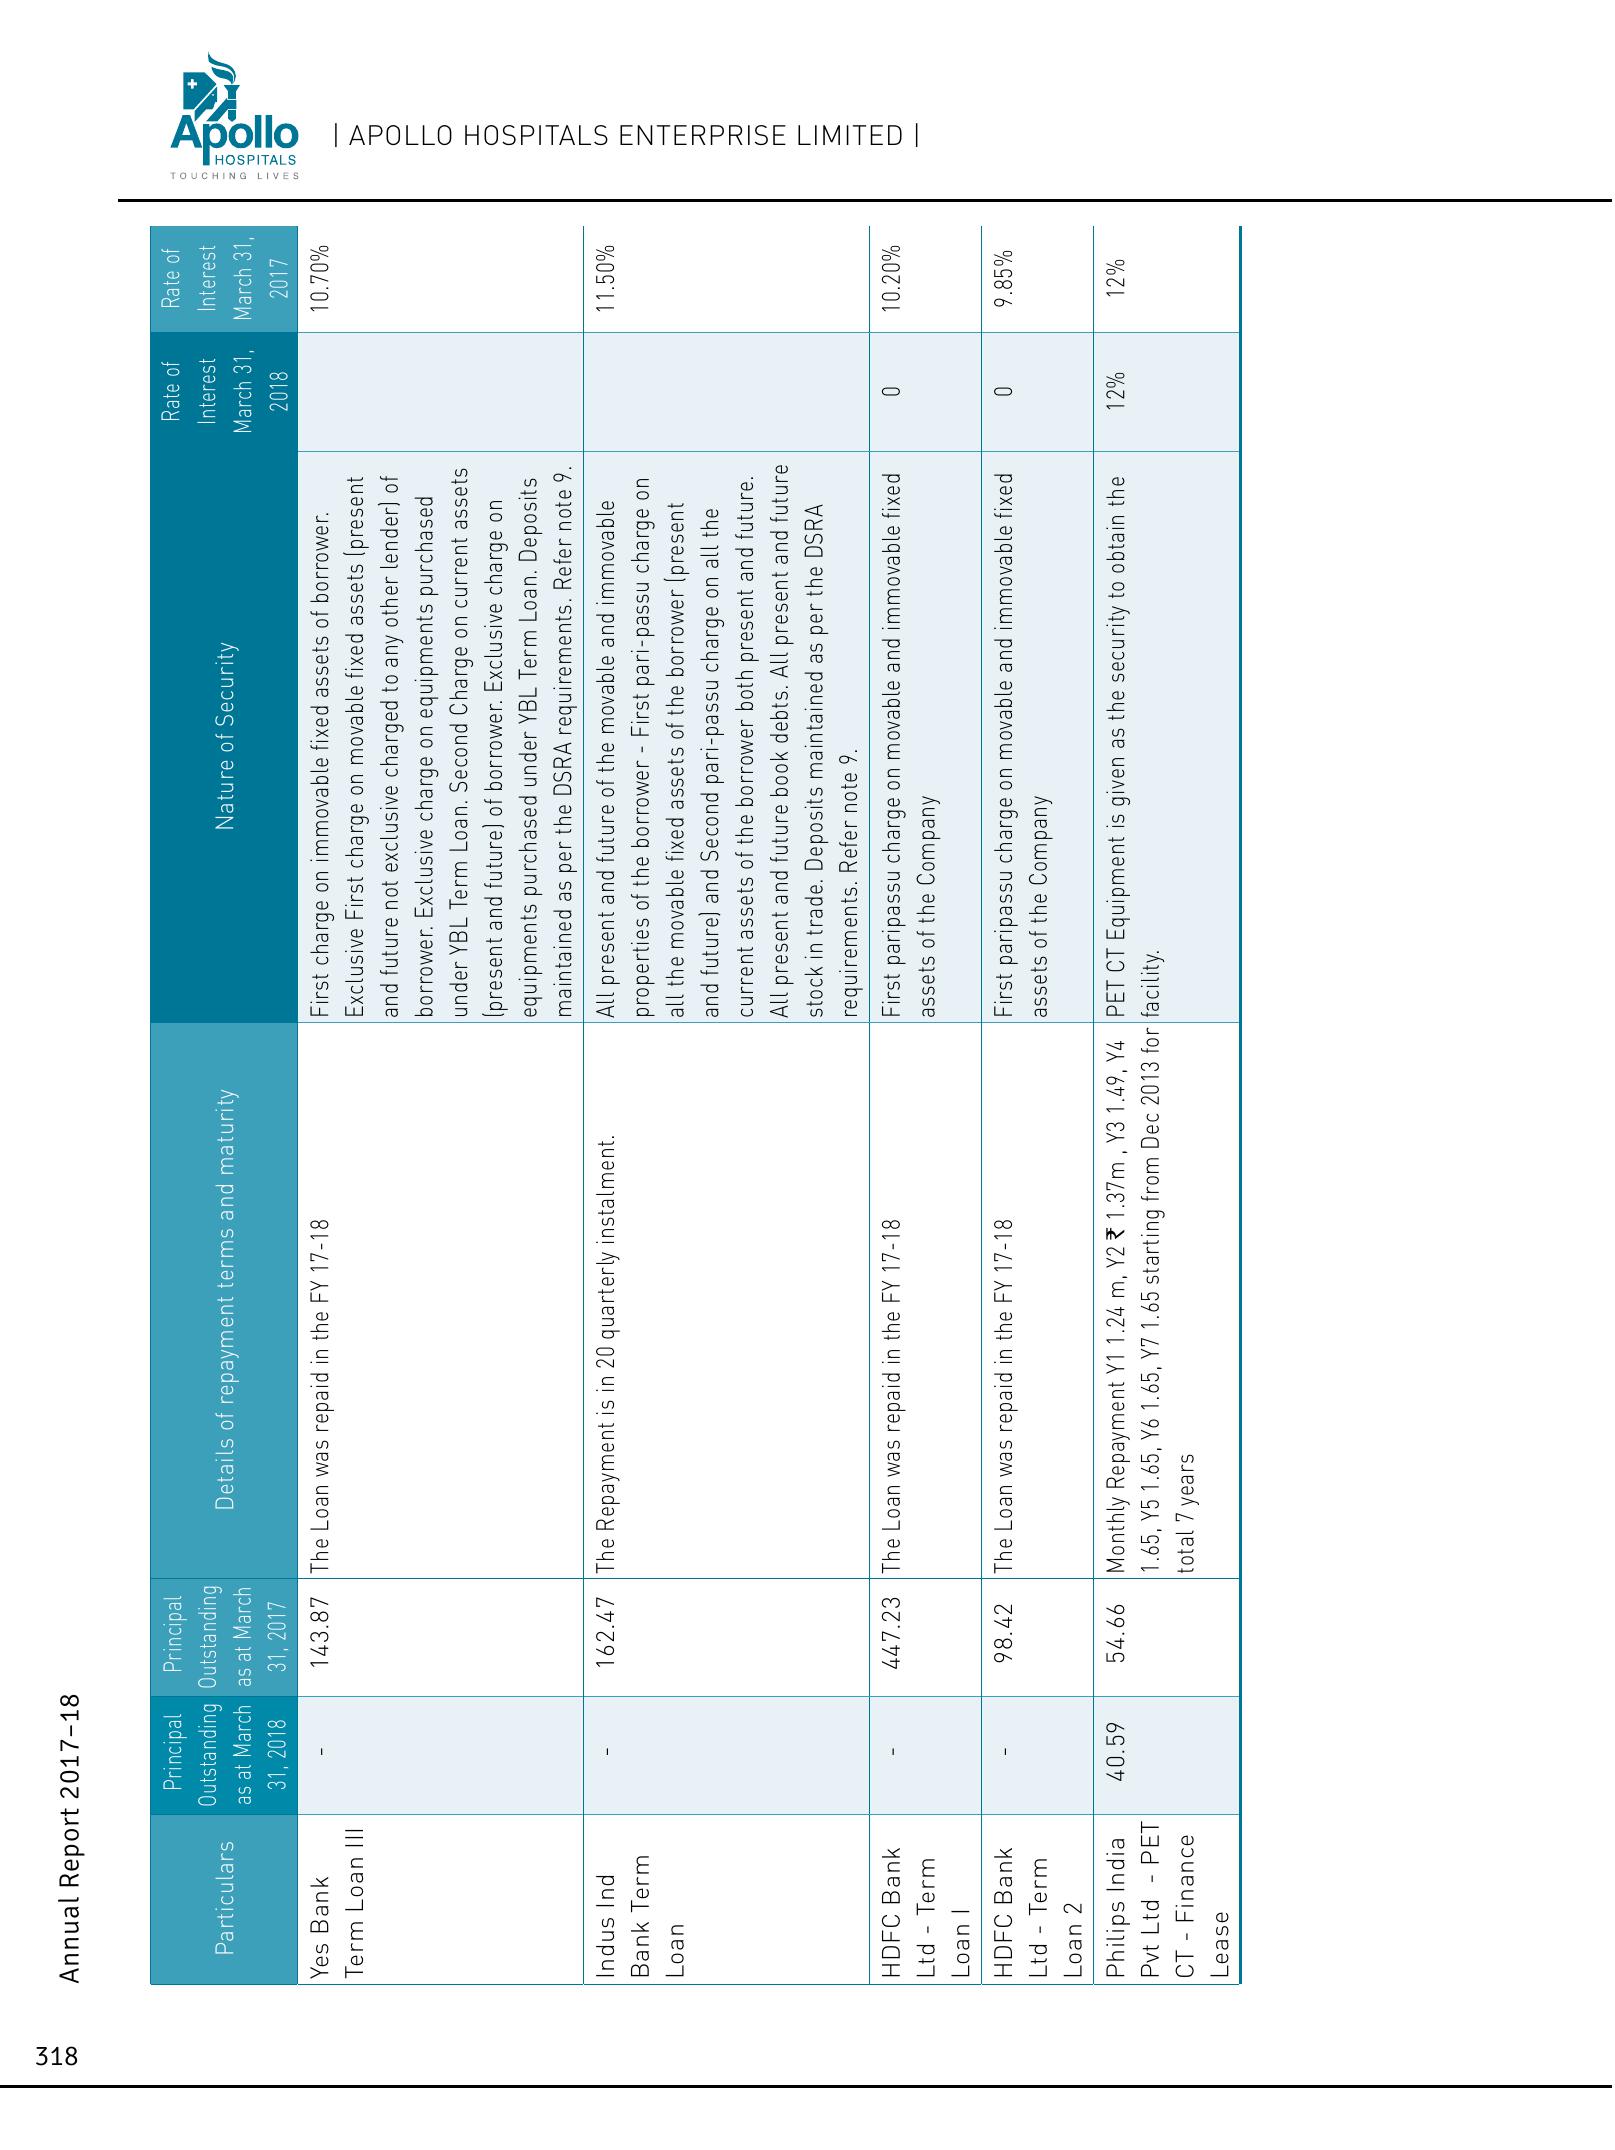 Apollo
HOSPITALS
TOUCHING LIVES
| APOLLO HOSPITALS ENTERPRISE LIMITED |
318
Annual Report 2017–18
Particulars
Principal
Outstanding
as at March
31, 2018
Principal
Outstanding
as at March
31, 2017
Details of repayment terms and maturity
Nature of Security
Rate of
Interest
March 31,
2018
Rate of
Interest
March 31,
2017
Yes Bank
Term Loan III
-
143.87
The Loan was repaid in the FY 17-18
First charge on immovable fixed assets of borrower.
Exclusive First charge on movable fixed assets (present
and future not exclusive charged to any other lender) of
borrower. Exclusive charge on equipments purchased
under YBL Term Loan. Second Charge on current assets
(present and future) of borrower. Exclusive charge on
equipments purchased under YBL Term Loan. Deposits
maintained as per the DSRA requirements. Refer note 9.
10.70%
Indus Ind
Bank Term
Loan
-
162.47
The Repayment is in 20 quarterly instalment.
All present and future of the movable and immovable
properties of the borrower - First pari-passu charge on
all the movable fixed assets of the borrower (present
and future) and Second pari-passu charge on all the
current assets of the borrower both present and future.
All present and future book debts. All present and future
stock in trade. Deposits maintained as per the DSRA
requirements. Refer note 9.
11.50%
HDFC Bank
Ltd - Term
Loan I
-
447.23
The Loan was repaid in the FY 17-18
First paripassu charge on movable and immovable fixed
assets of the Company
0
10.20%
HDFC Bank
Ltd - Term
Loan 2
-
98.42
The Loan was repaid in the FY 17-18
First paripassu charge on movable and immovable fixed
assets of the Company
0
9.85%
Philips India
Pvt Ltd - PET
CT - Finance
Lease
40.59
54.66
Monthly Repayment Y1 1.24 m, Y2 ₹ 1.37m , Y3 1.49, Y4
1.65, Y5 1.65, Y6 1.65, Y7 1.65 starting from Dec 2013 for
total 7 years
PET CT Equipment is given as the security to obtain the
facility.
12%
12%